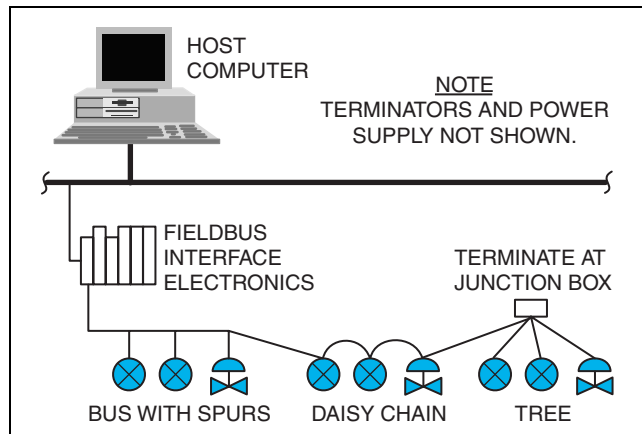 HOST
COMPUTER
NOTE
TERMINATORS AND POWER
SUPPLY NOT SHOWN.
FIELDBUS
INTERFACE
ELECTRONICS
TERMINATE AT
JUNCTION BOX
BUS WITH SPURS
DAISY CHAIN
TREE